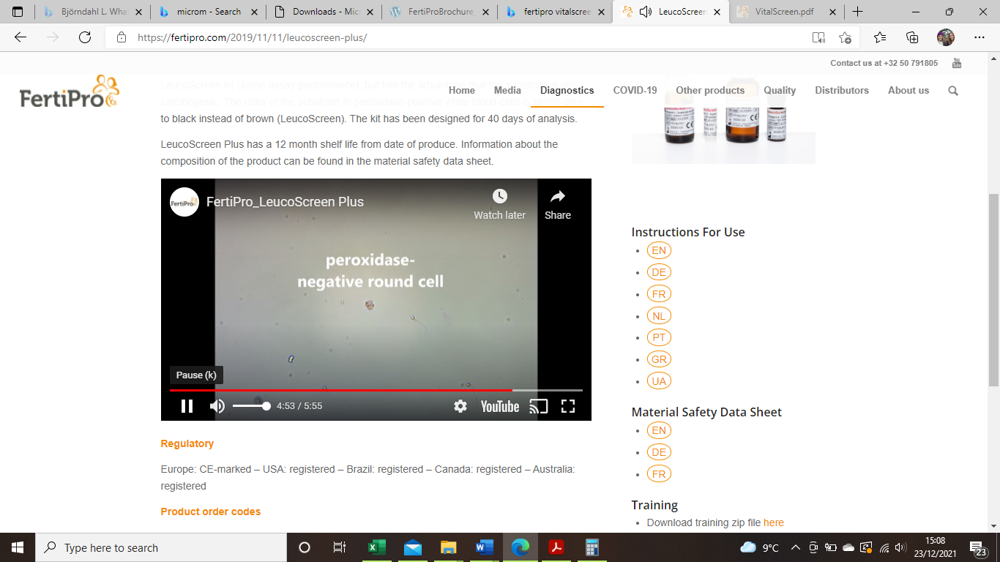 Björndahl L. Wha
microm - Search
Downloads - Micr
FertiProBrochure_
fertipro vitalscree
LeucoScreen
VitalScreen.pdf
https://fertipro.com/2019/11/11/leucoscreen-plus/
Contact us at +32 50 791805
You
Tube
FertiPro
Home Media Diagnostics COVID-19 Other products Quality Distributors About us
LeucoScreen kit (same assay performance), but has the advantage that
carcinogenic. The color of the substrate in peroxidase positive white blood cells is
to black instead of brown (LeucoScreen). The kit has been designed for 40 days of analysis.
LeucoScreen Plus has a 12 month shelf life from date of produce. Information about the
composition of the product can be found in the material safety data sheet.
FertiPro
FertiPro_LeucoScreen Plus
Watch later
Share
peroxidase-
negative round cell
Pause (k)
4:53 / 5:55
YouTube
Regulatory
Europe: CE-marked – USA: registered – Brazil: registered – Canada: registered – Australia:
registered
Product order codes
Instructions For Use
EN
DE
FR
NL
PT
GR
UA
Material Safety Data Sheet
EN
DE
FR
Training
Download training zip file here
Type here to search
9°C
15:08
23/12/2021
23